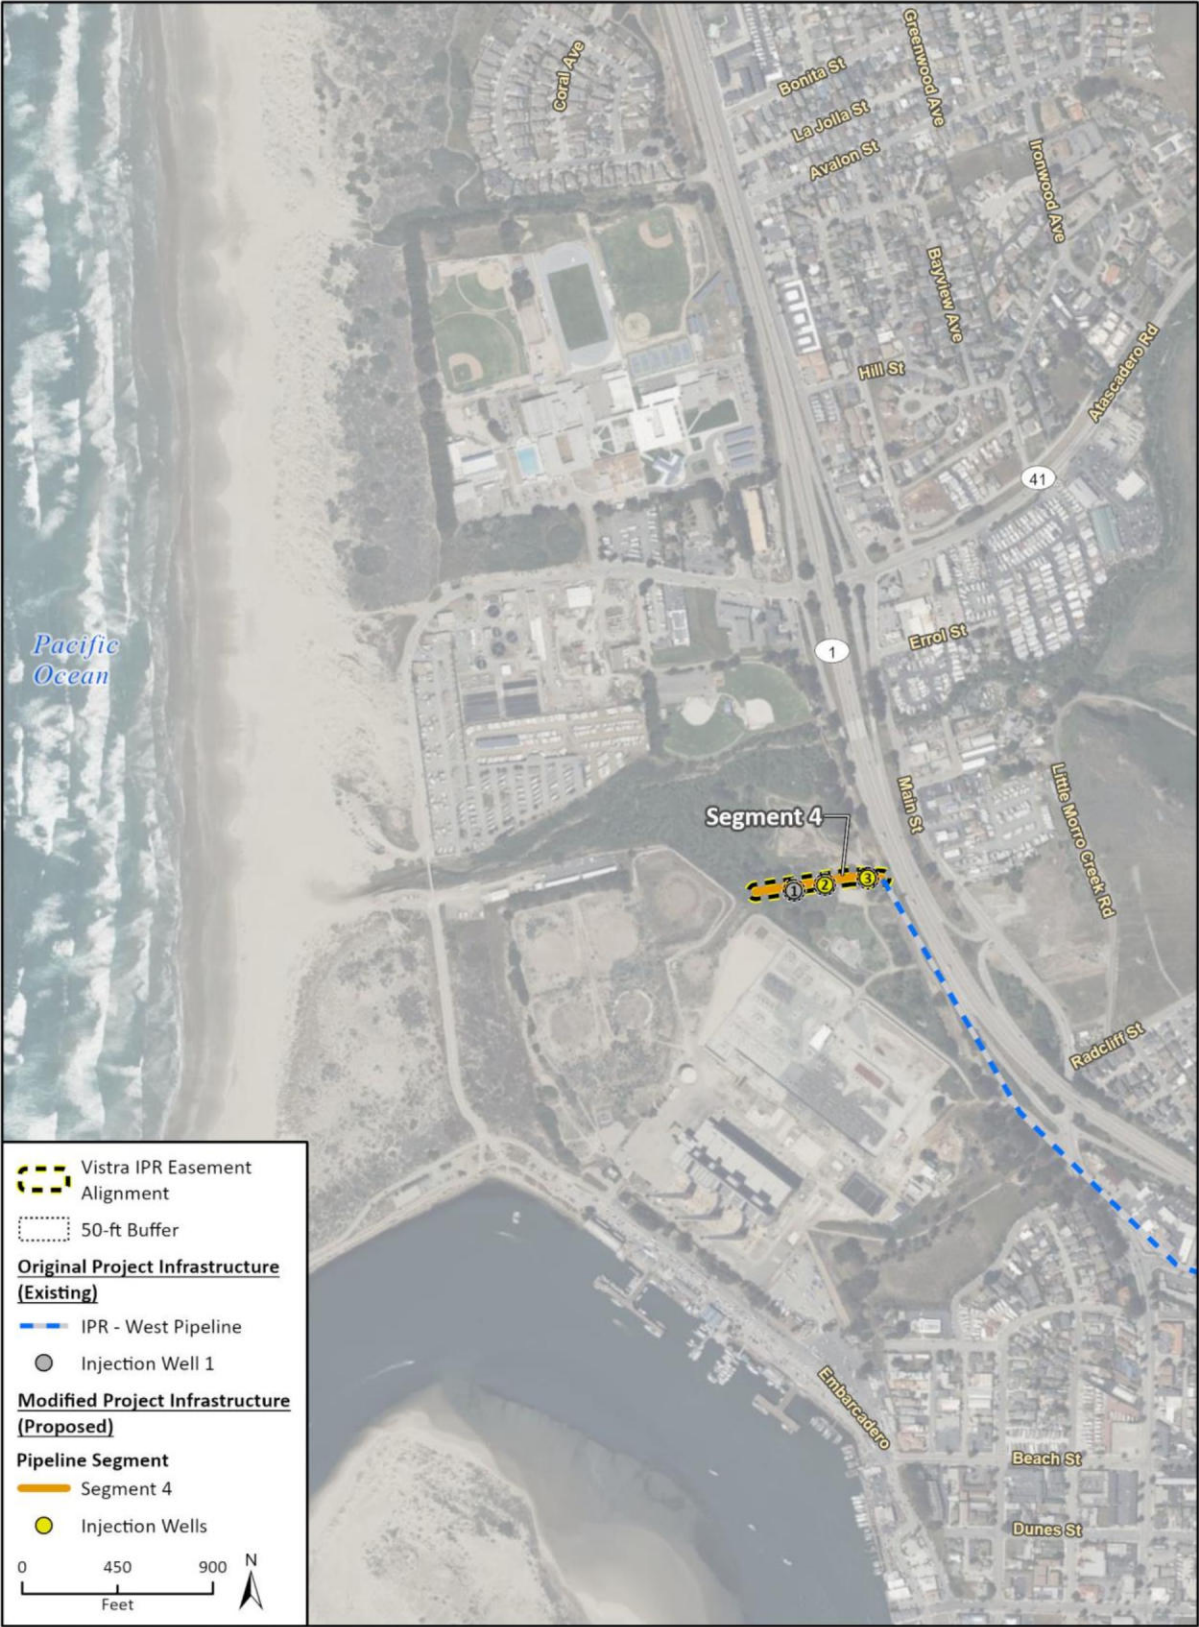 Coral Ave
Bonita St
Greenwood Ave
La Jolla St
Avalon St
Ironwood Ave
Bayview Ave
Hill St
Atascadero Rd
41
Errol St
Pacific
Ocean
1
Main St
Little Morro Creek Rd
Segment 4
1
2
3
Radcliff St
Embarcadero
Beach St
Dunes St
Vistra IPR Easement
Alignment
50-ft Buffer
Original Project Infrastructure
(Existing)
IPR - West Pipeline
Injection Well 1
Modified Project Infrastructure
(Proposed)
Pipeline Segment
Segment 4
Injection Wells
0 450 900
Feet
N